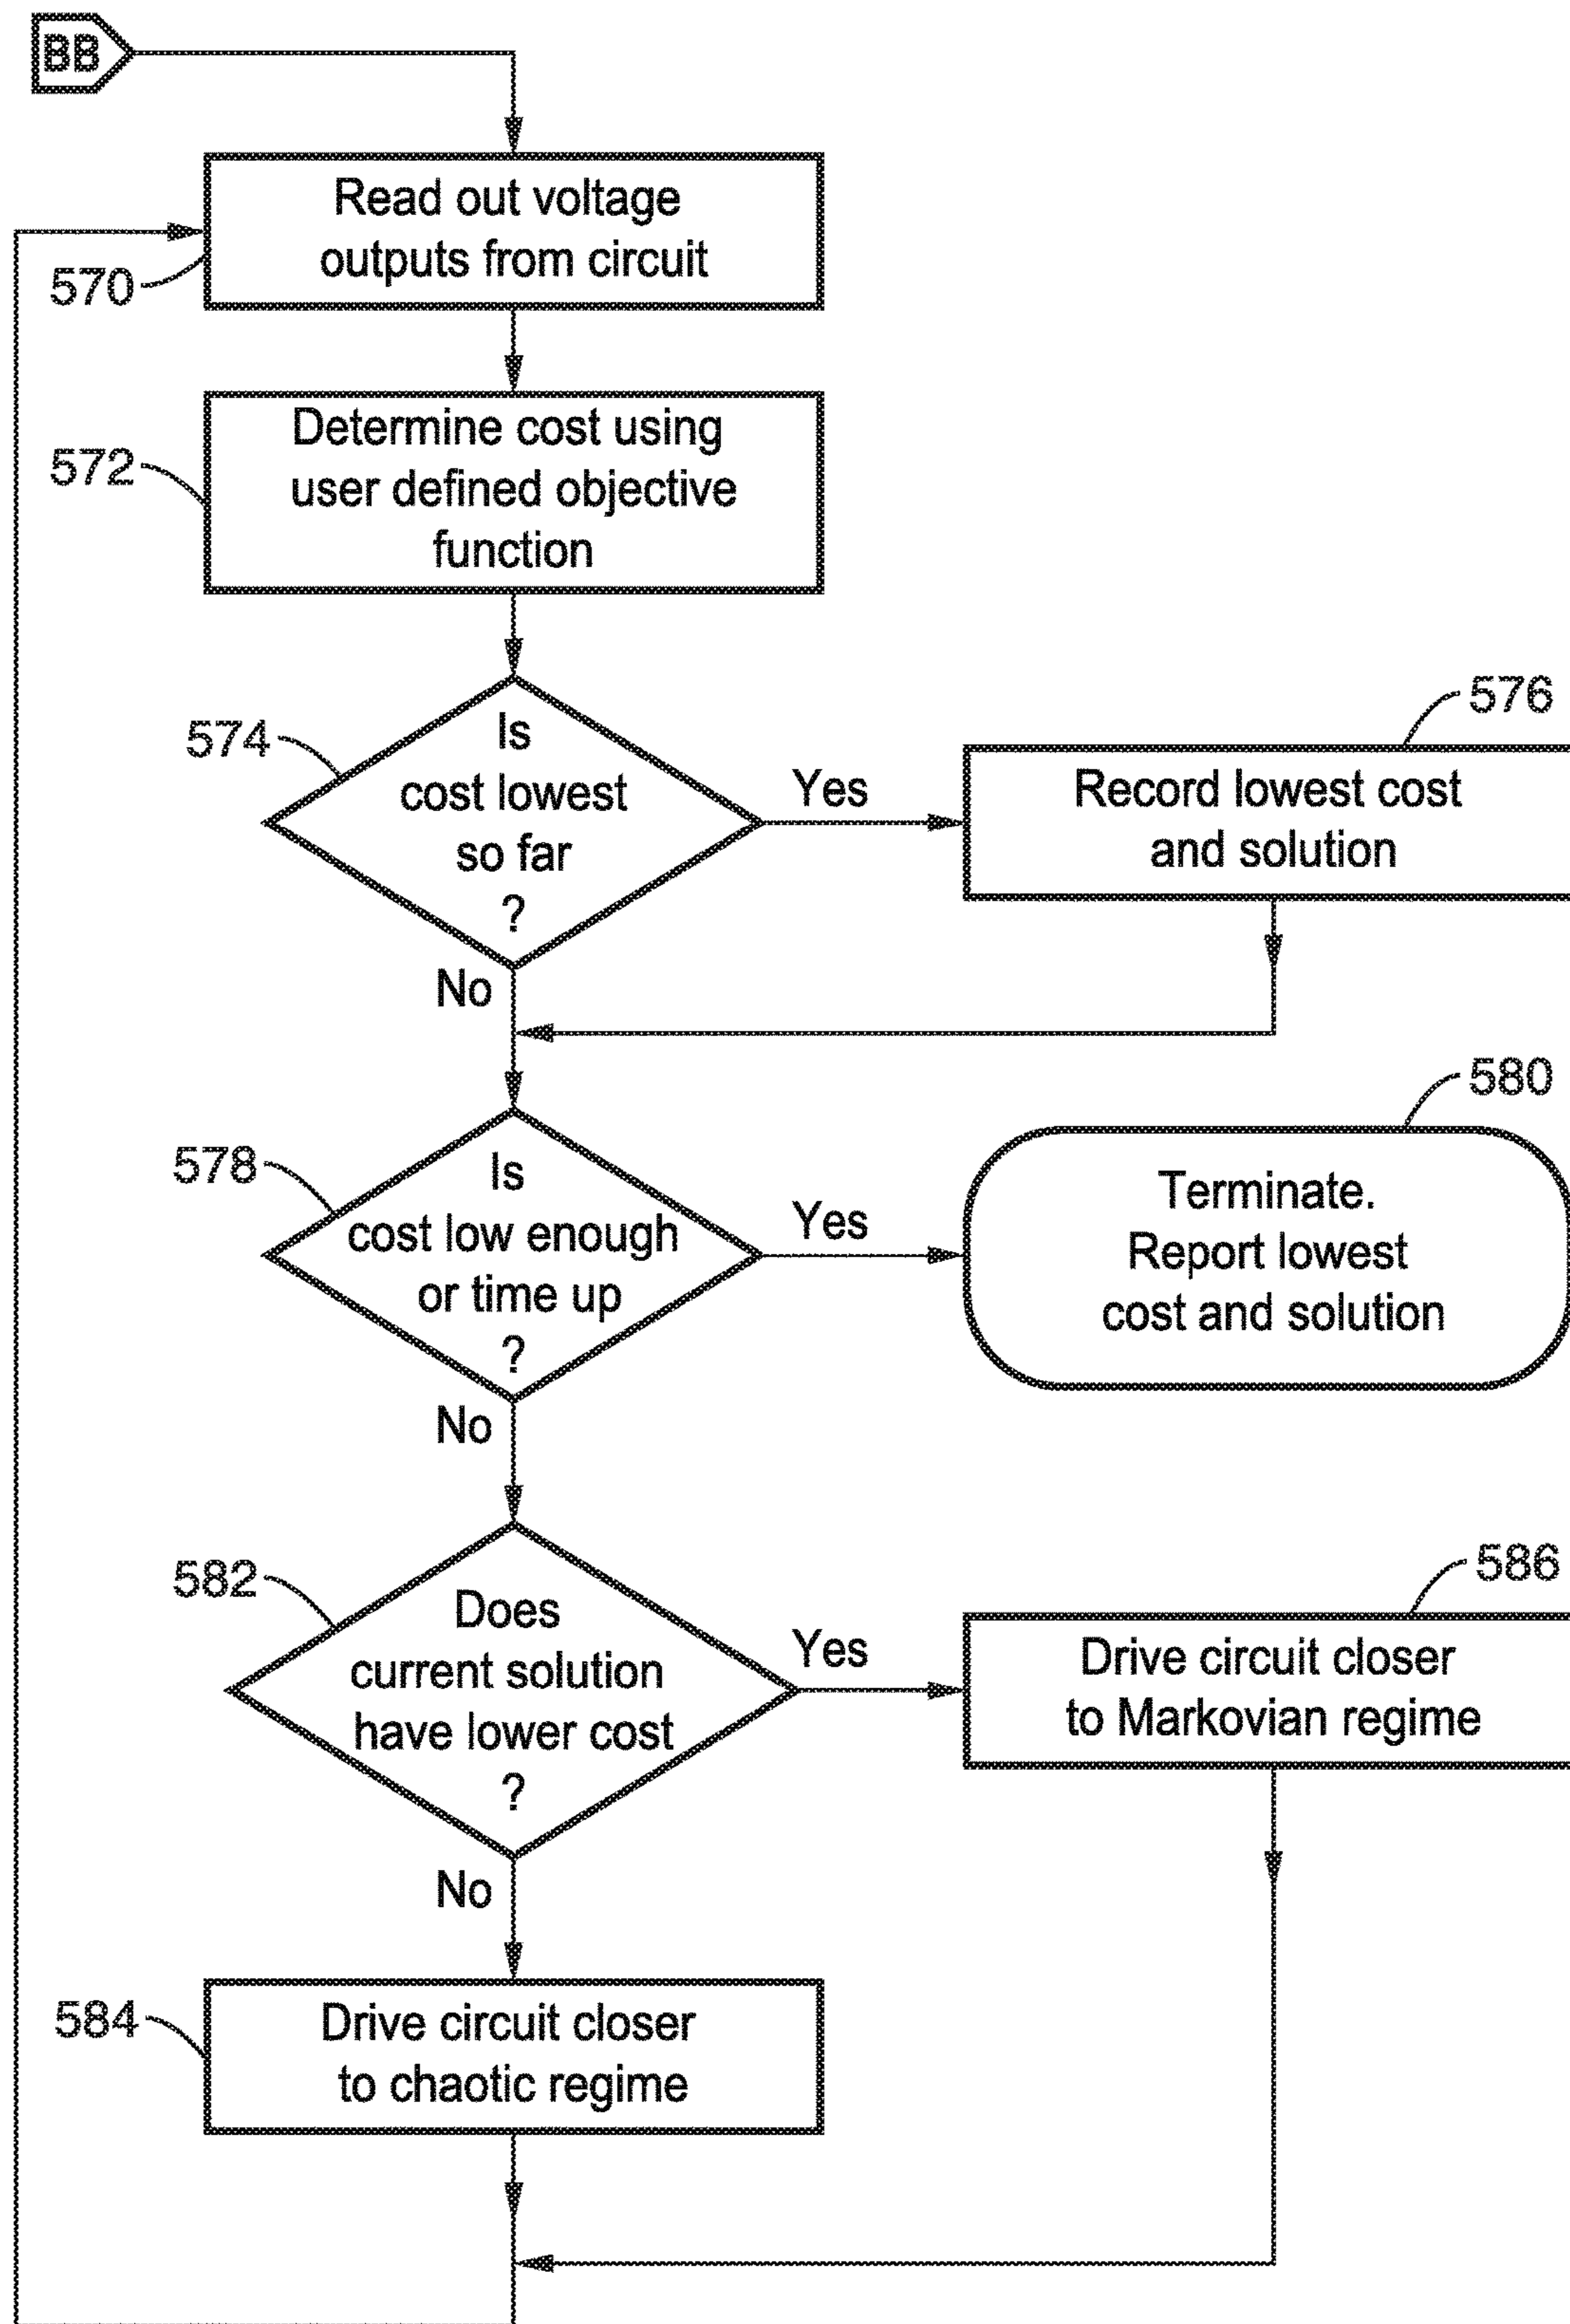 BB
Read out voltage
outputs from circuit
570
Determine cost using
user defined objective
function
572
Is
cost lowest
so far
?
574
Yes
576
Record lowest cost
and solution
No
Is
cost low enough
or time up
?
578
Yes
580
Terminate.
Report lowest
cost and solution
No
Does
current solution
have lower cost
?
582
Yes
586
Drive circuit closer
to Markovian regime
No
584
Drive circuit closer
to chaotic regime